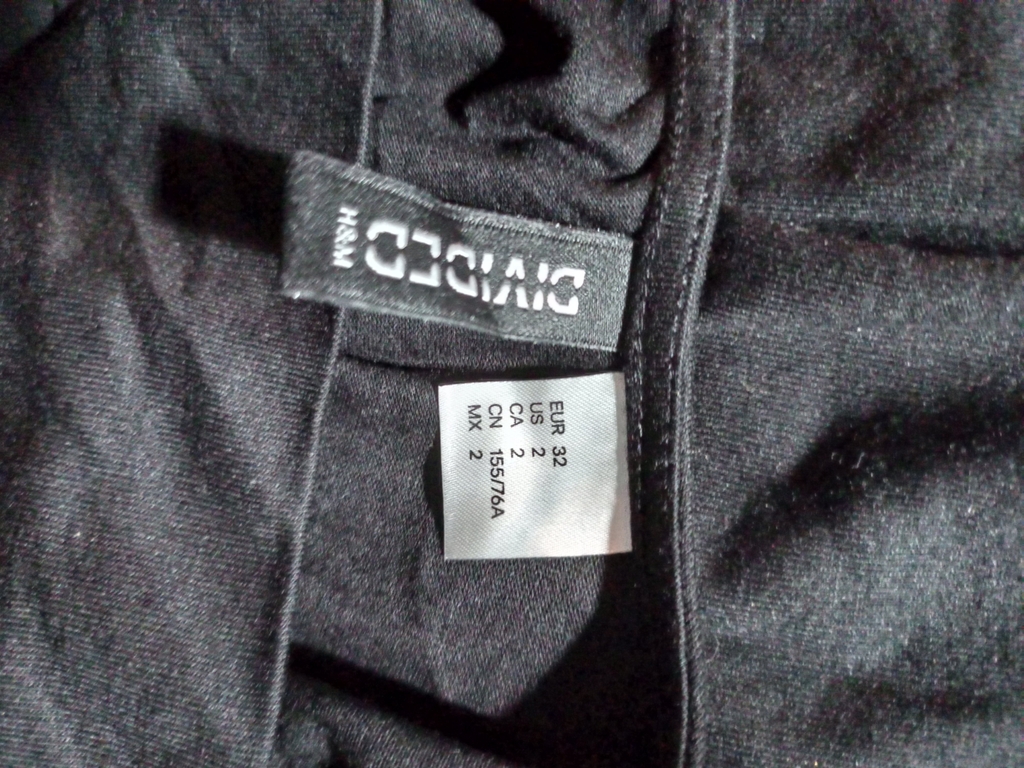 DIVIDED
H&M
EUR 32
US 2
CA 2
CN 155/76A
MX 2